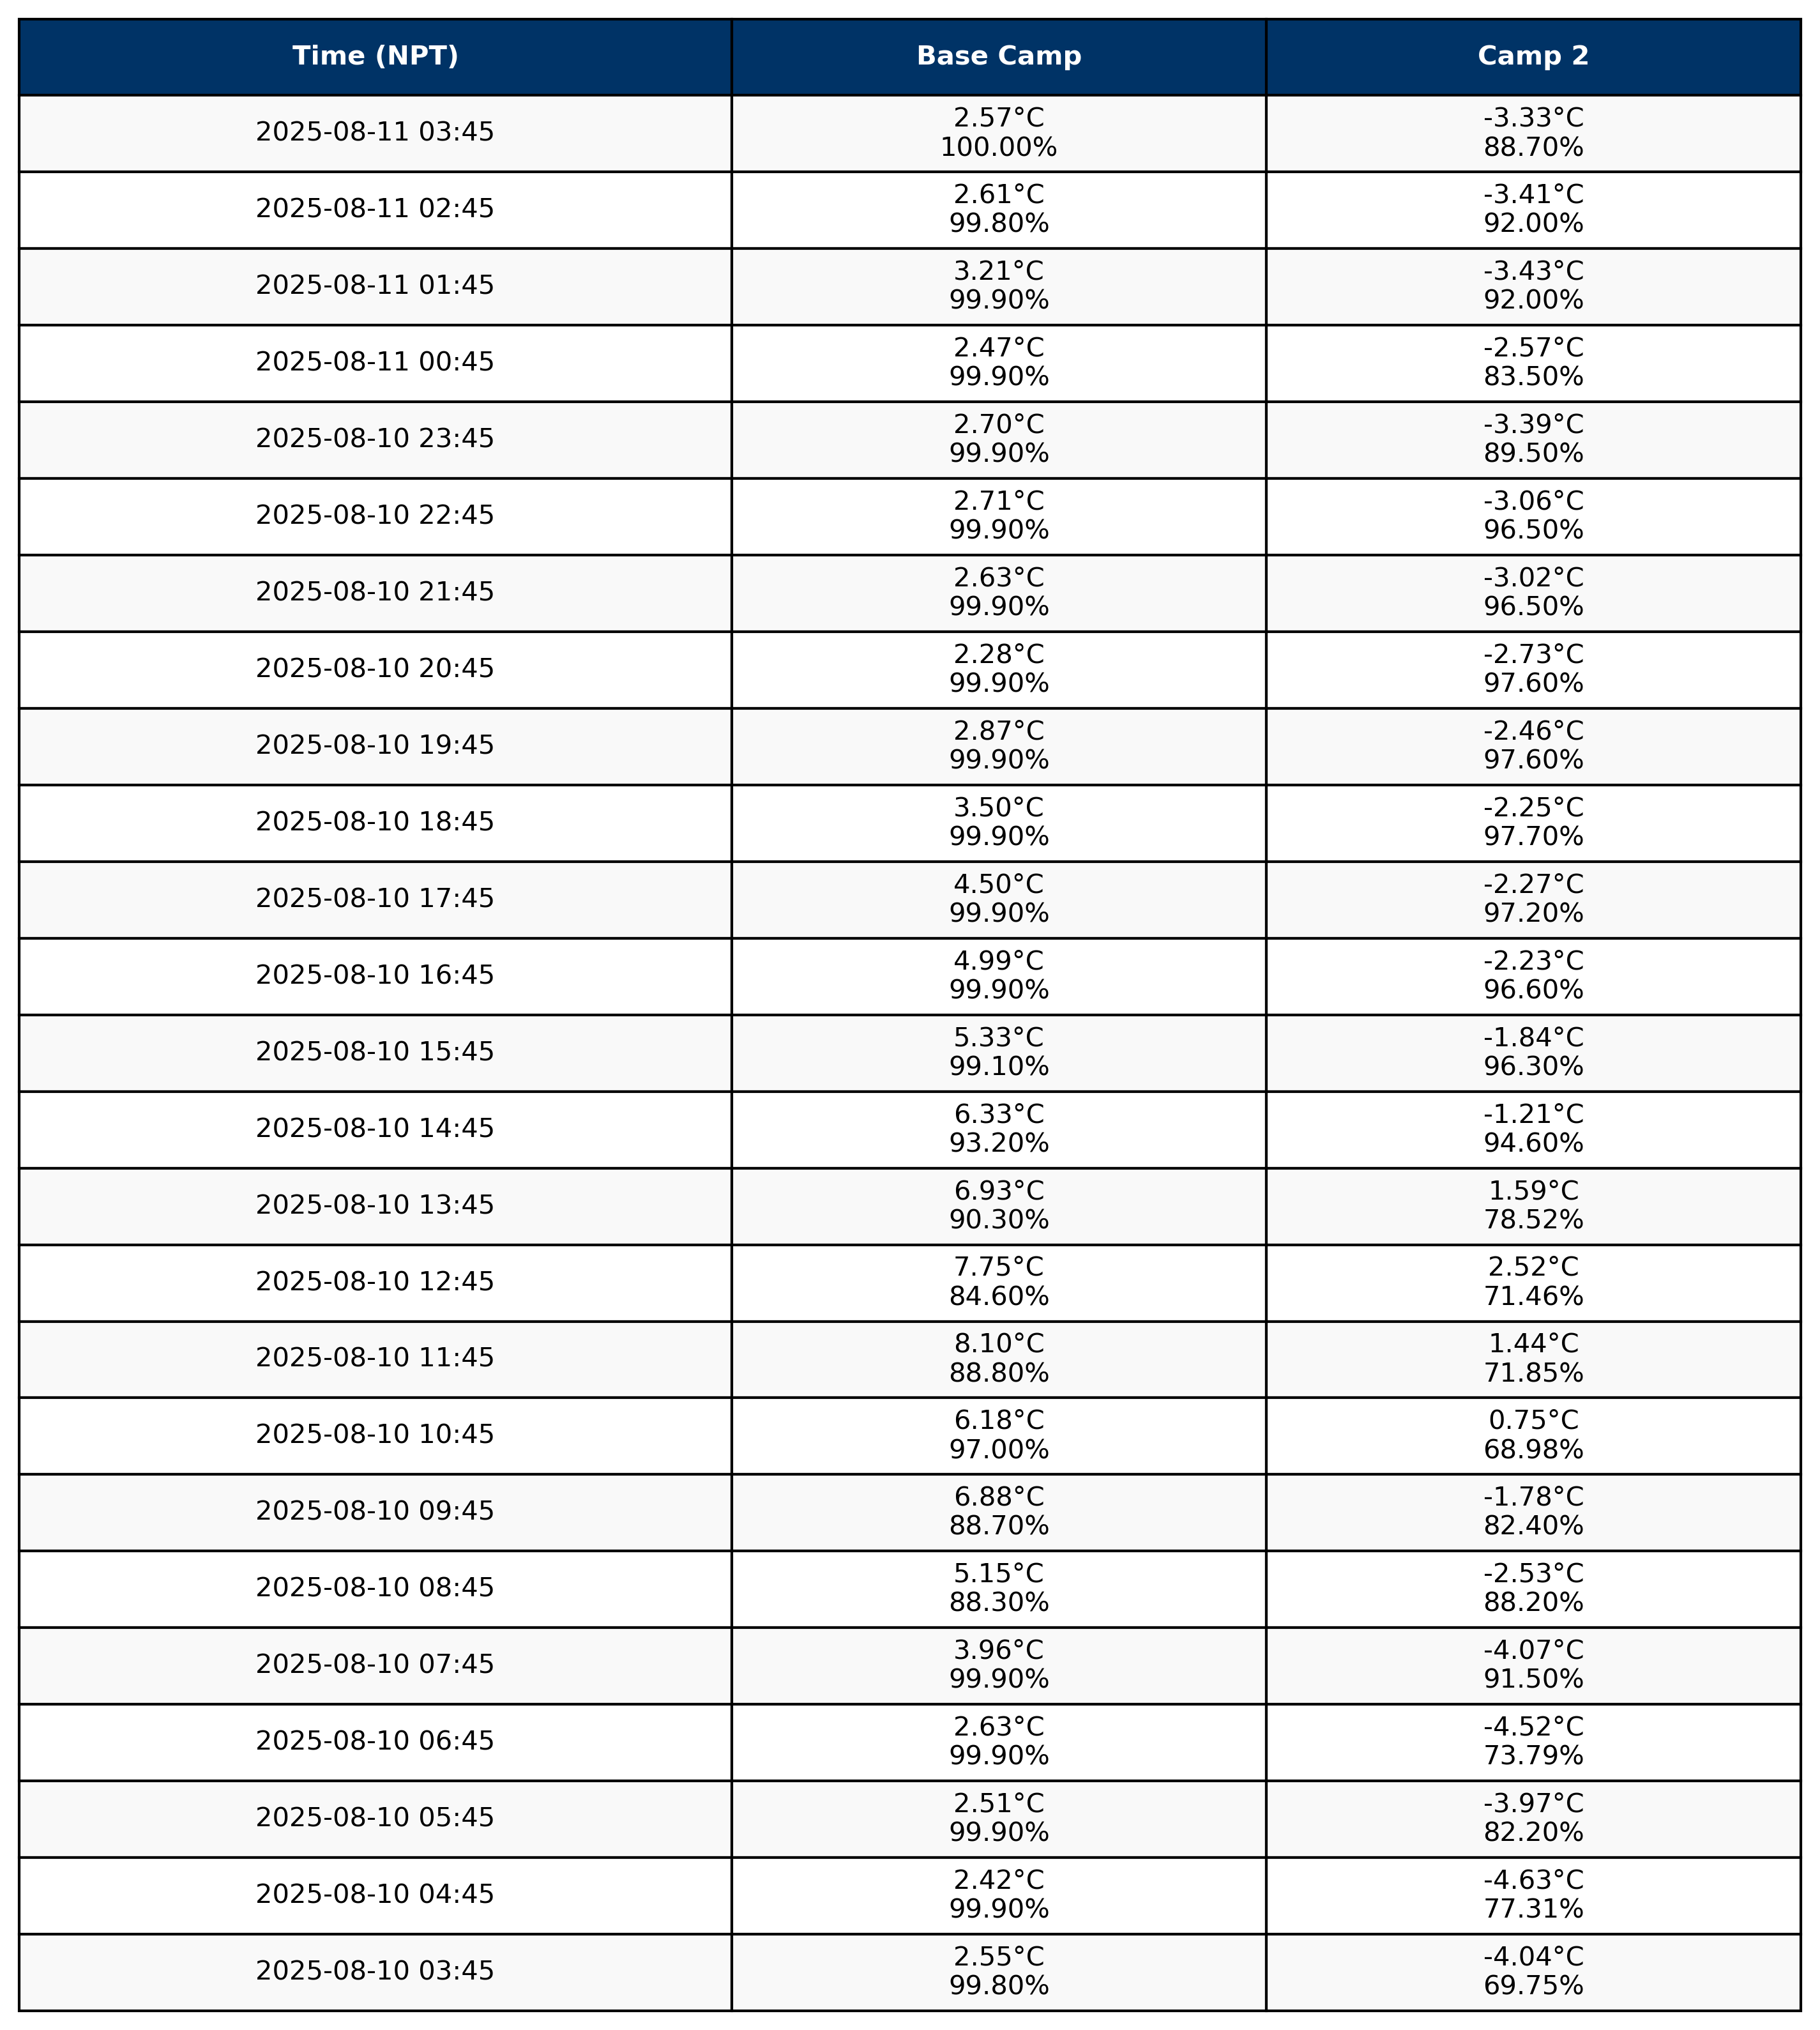 Time (NPT) Base Camp Camp 2
2025-08-11 03:45 2.57°C -3.33°C
100.00% 88.70%
2025-08-11 02:45 2.61°C -3.41°C
99.80% 92.00%
2025-08-11 01:45 3.21°C -3.43°C
99.90% 92.00%
2025-08-11 00:45 2.47°C -2.57°C
99.90% 83.50%
2025-08-10 23:45 2.70°C -3.39°C
99.90% 89.50%
2025-08-10 22:45 2.71°C -3.06°C
99.90% 96.50%
2025-08-10 21:45 2.63°C -3.02°C
99.90% 96.50%
2025-08-10 20:45 2.28°C -2.73°C
99.90% 97.60%
2025-08-10 19:45 2.87°C -2.46°C
99.90% 97.60%
2025-08-10 18:45 3.50°C -2.25°C
99.90% 97.70%
2025-08-10 17:45 4.50°C -2.27°C
99.90% 97.20%
2025-08-10 16:45 4.99°C -2.23°C
99.90% 96.60%
2025-08-10 15:45 5.33°C -1.84°C
99.10% 96.30%
2025-08-10 14:45 6.33°C -1.21°C
93.20% 94.60%
2025-08-10 13:45 6.93°C 1.59°C
90.30% 78.52%
2025-08-10 12:45 7.75°C 2.52°C
84.60% 71.46%
2025-08-10 11:45 8.10°C 1.44°C
88.80% 71.85%
2025-08-10 10:45 6.18°C 0.75°C
97.00% 68.98%
2025-08-10 09:45 6.88°C -1.78°C
88.70% 82.40%
2025-08-10 08:45 5.15°C -2.53°C
88.30% 88.20%
2025-08-10 07:45 3.96°C -4.07°C
99.90% 91.50%
2025-08-10 06:45 2.63°C -4.52°C
99.90% 73.79%
2025-08-10 05:45 2.51°C -3.97°C
99.90% 82.20%
2025-08-10 04:45 2.42°C -4.63°C
99.90% 77.31%
2025-08-10 03:45 2.55°C -4.04°C
99.80% 69.75%